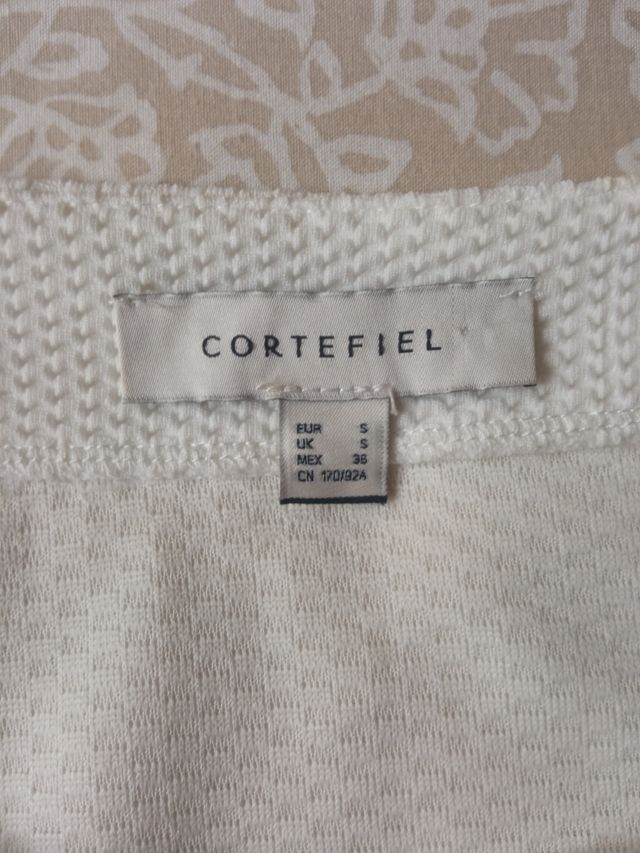 CORTEFIEL
EUR S
UK S
MEX 36
CN 170/92A